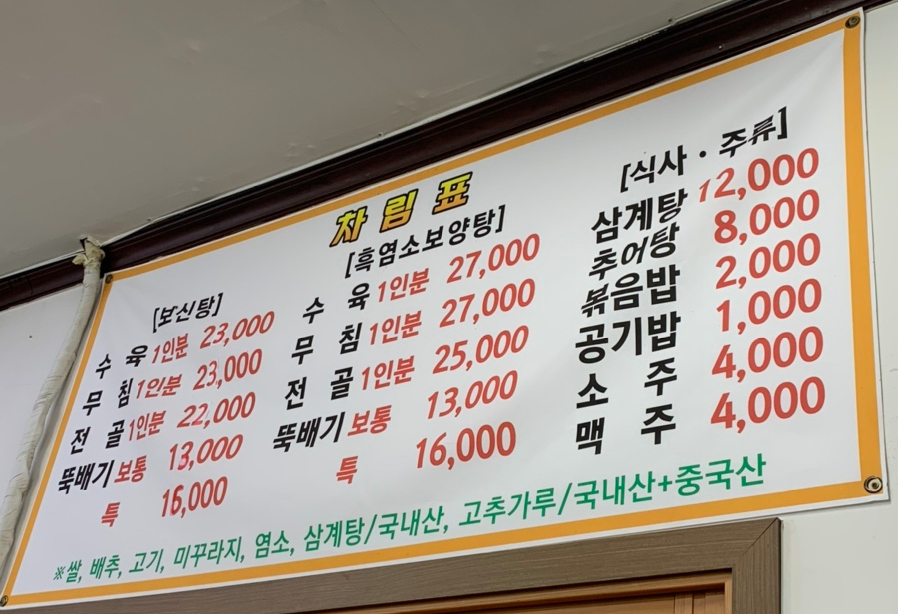 차림표
[보신탕]
수 육 1인분 23,000
무 침 1인분 23,000
전 골 1인분 22,000
뚝배기 보통 13,000
특 16,000
[흑염소보양탕]
수 육 1인분 27,000
무 침 1인분 27,000
전 골 1인분 25,000
뚝배기 보통 13,000
특 16,000
[식사 · 주류]
삼계탕 12,000
추어탕 8,000
볶음밥 2,000
공기밥 1,000
소 주 4,000
맥 주 4,000
※쌀, 배추, 고기, 미꾸라지, 염소, 삼계탕/국내산, 고추가루/국내산+중국산